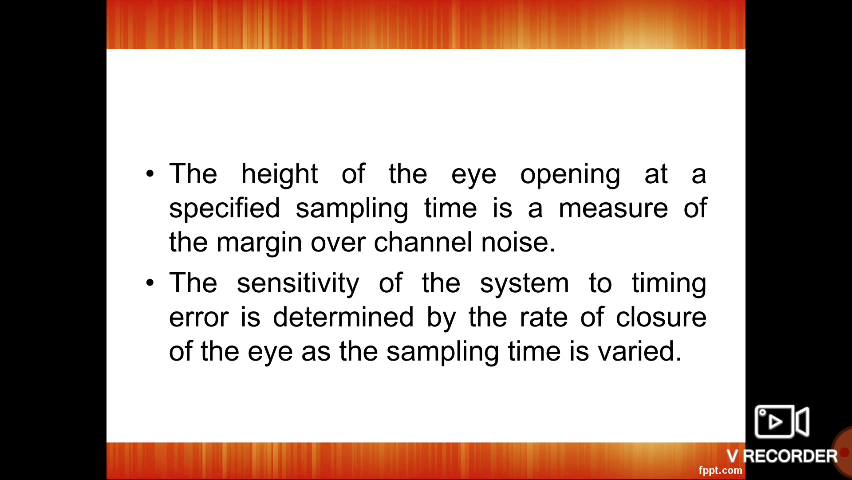 • The height of the eye opening at a
specified sampling time is a measure of
the margin over channel noise.
• The sensitivity of the system to timing
error is determined by the rate of closure
of the eye as the sampling time is varied.
V RECORDER
fppt.com